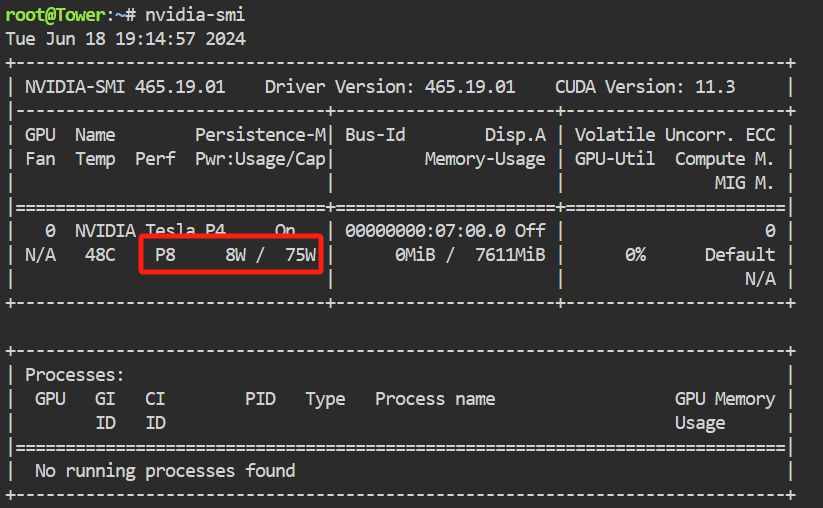 root@Tower:~# nvidia-smi
Tue Jun 18 19:14:57 2024
+-----------------------------------------------------------------------------+
| NVIDIA-SMI 465.19.01    Driver Version: 465.19.01    CUDA Version: 11.3     |
|-------------------------------+----------------------+----------------------+
| GPU  Name        Persistence-M| Bus-Id        Disp.A | Volatile Uncorr. ECC |
| Fan  Temp  Perf  Pwr:Usage/Cap|         Memory-Usage | GPU-Util  Compute M. |
|                               |                      |               MIG M. |
|===============================+======================+======================|
|   0  NVIDIA Tesla P4     On   | 00000000:07:00.0 Off |                    0 |
| N/A   48C    P8     8W /  75W |      0MiB /  7611MiB |      0%      Default |
|                               |                      |                  N/A |
+-------------------------------+----------------------+----------------------+

+-----------------------------------------------------------------------------+
| Processes:                                                                  |
|  GPU   GI   CI        PID   Type   Process name                  GPU Memory |
|        ID   ID                                                   Usage      |
|=============================================================================|
|  No running processes found                                                 |
+-----------------------------------------------------------------------------+